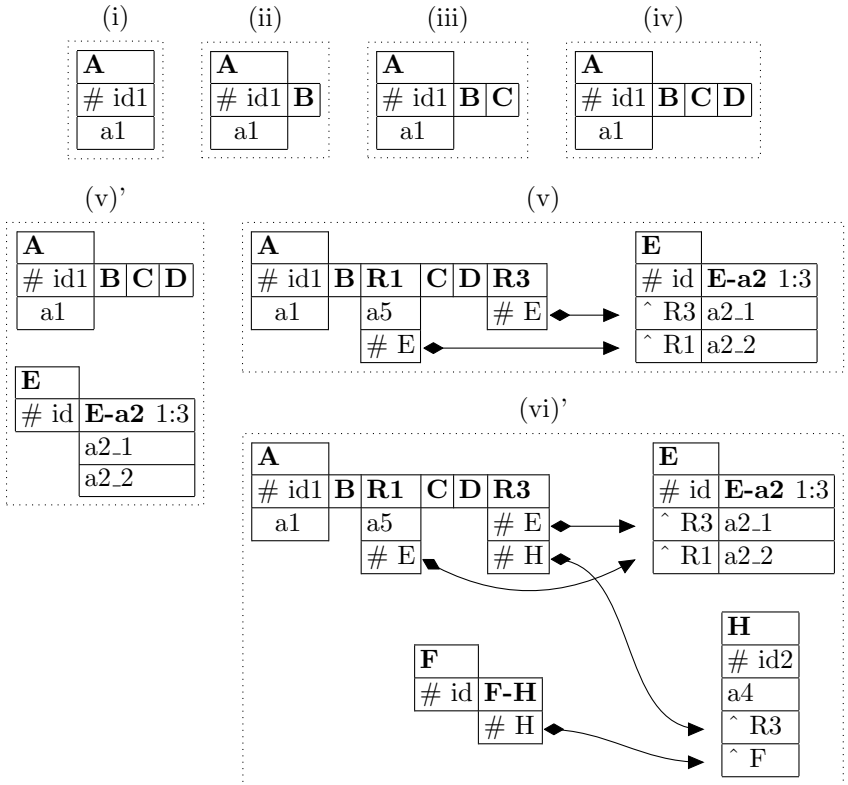 (i) (ii) (iii) (iv)
A A A A
# id1 # id1 B # id1 B C # id1 B C D
a1 a1 a1 a1
(v)' (v)
A
# id1 B C D
a1
E
# id E-a2 1:3
a2_1
a2_2
A E
# id1 B R1 C D R3 # id E-a2 1:3
a1 a5 # E ^ R3 a2_1
# E ^ R1 a2_2
(vi)'
A E
# id1 B R1 C D R3 # id E-a2 1:3
a1 a5 # E ^ R3 a2_1
# E # H ^ R1 a2_2
H
F # id2
# id F-H a4
# H ^ R3
^ F